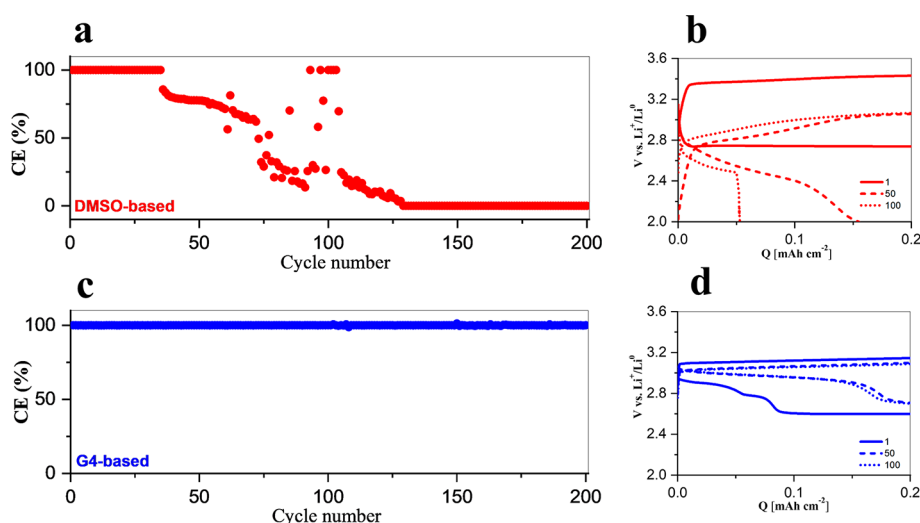 a
100
50
0
CE (%)
DMSO-based
0
50
100
150
200
Cycle number
b
3.6
3.2
2.8
2.4
2.0
V vs. Li⁺/Li⁰
1
50
100
0.0
0.1
0.2
Q [mAh cm⁻²]
c
100
50
0
CE (%)
G4-based
0
50
100
150
200
Cycle number
d
3.6
3.2
2.8
2.4
2.0
V vs. Li⁺/Li⁰
1
50
100
0.0
0.1
0.2
Q [mAh cm⁻²]